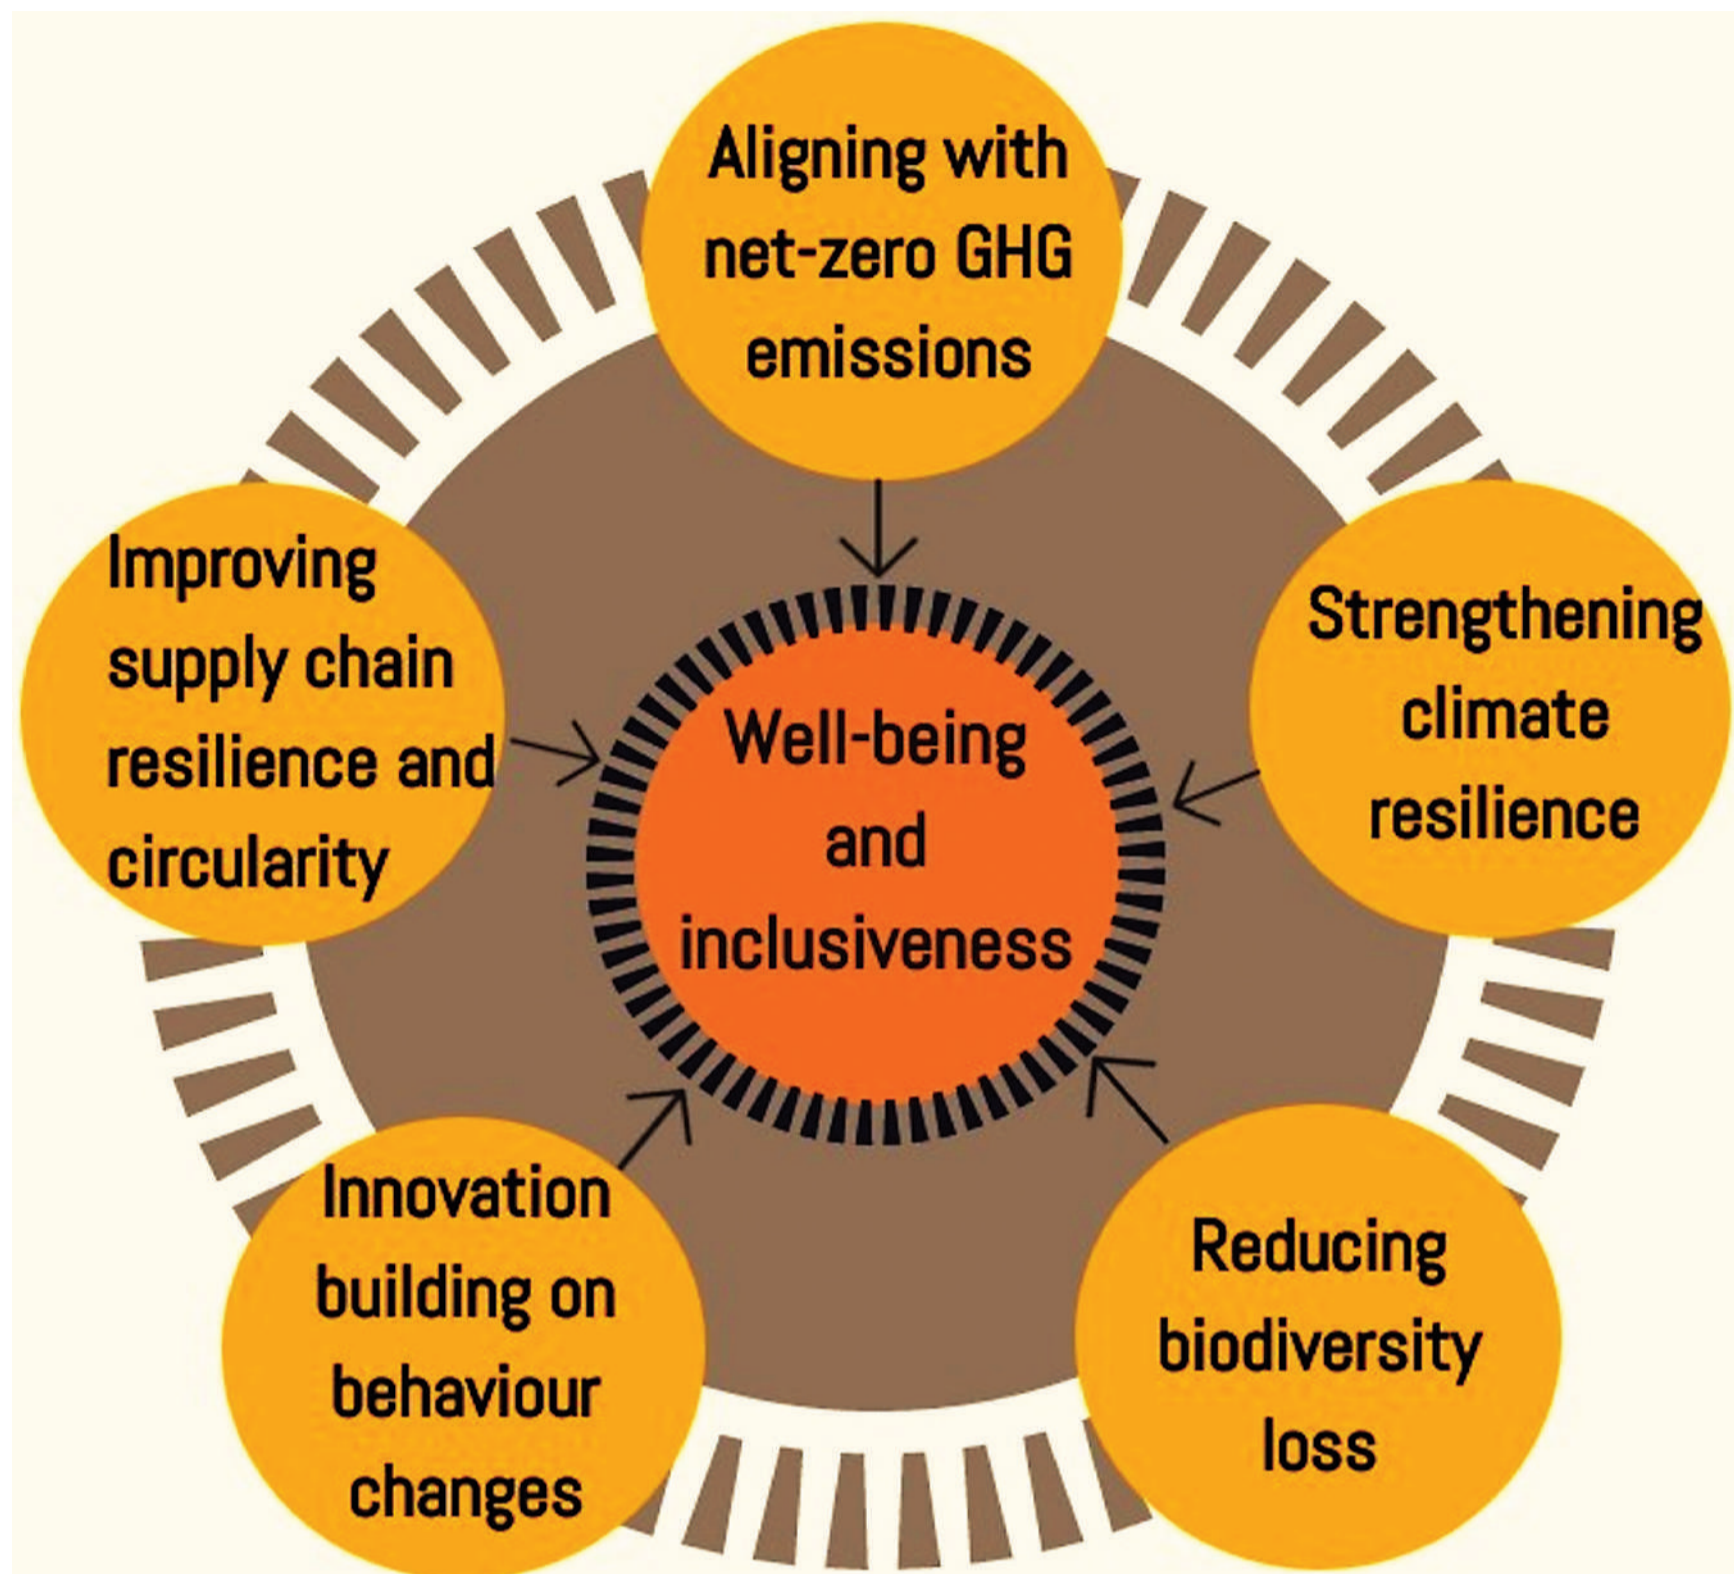 Aligning with
net-zero GHG
emissions
Improving
supply chain
resilience and
circularity
Strengthening
climate
resilience
Well-being
and
inclusiveness
Innovation
building on
behaviour
changes
Reducing
biodiversity
loss